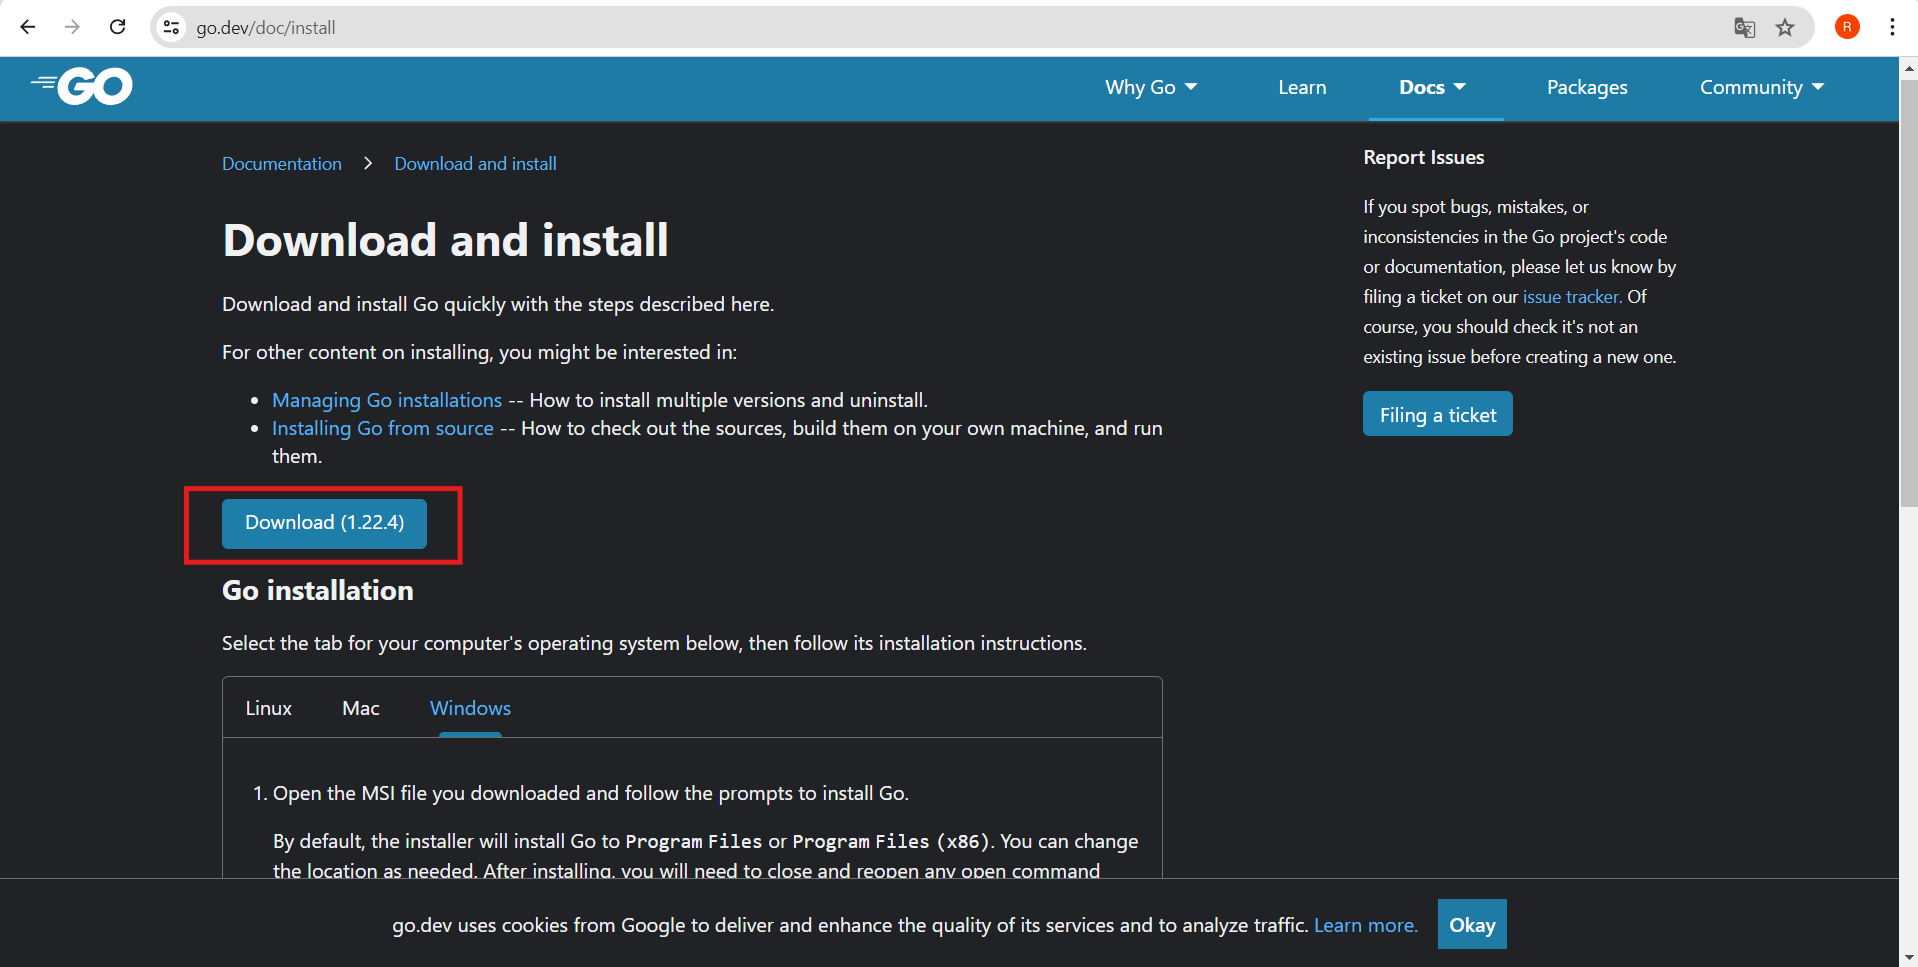 go.dev/doc/install
R
GO
Why Go
Learn
Docs
Packages
Community
Documentation
Download and install
Download and install
Download and install Go quickly with the steps described here.
For other content on installing, you might be interested in:
• Managing Go installations -- How to install multiple versions and uninstall.
• Installing Go from source -- How to check out the sources, build them on your own machine, and run
them.
Download (1.22.4)
Go installation
Select the tab for your computer's operating system below, then follow its installation instructions.
Linux
Mac
Windows
1. Open the MSI file you downloaded and follow the prompts to install Go.
By default, the installer will install Go to Program Files or Program Files (x86). You can change
the location as needed. After installing, you will need to close and reopen any open command
Report Issues
If you spot bugs, mistakes, or
inconsistencies in the Go project's code
or documentation, please let us know by
filing a ticket on our issue tracker. Of
course, you should check it's not an
existing issue before creating a new one.
Filing a ticket
go.dev uses cookies from Google to deliver and enhance the quality of its services and to analyze traffic. Learn more.
Okay